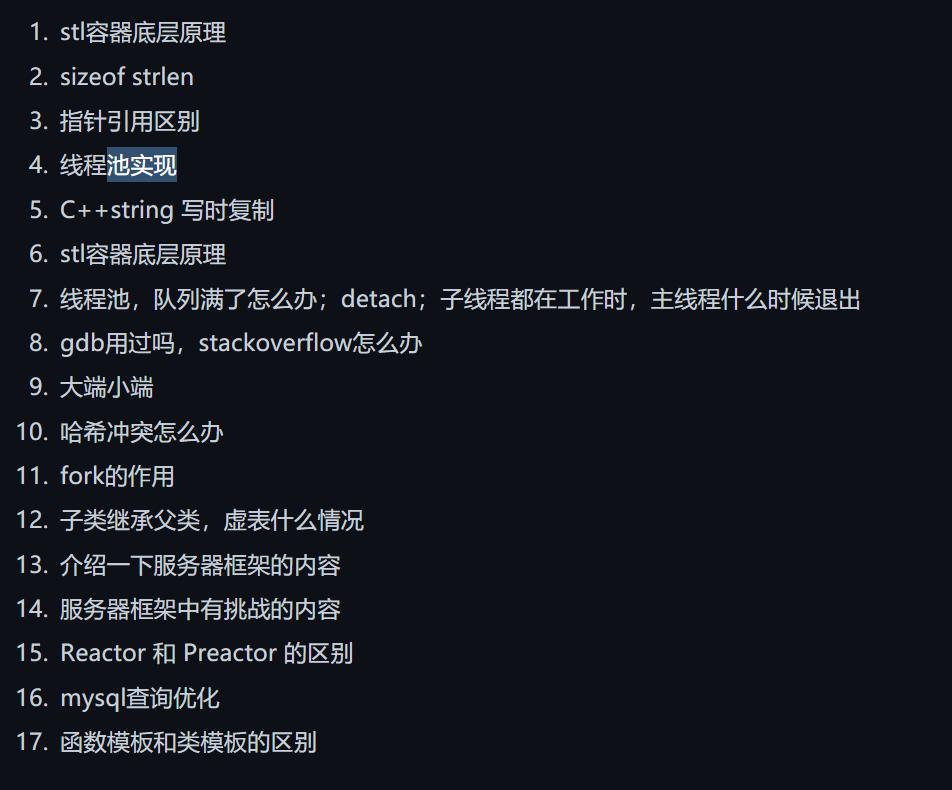 1. stl容器底层原理
2. sizeof strlen
3. 指针引用区别
4. 线程池实现
5. C++string 写时复制
6. stl容器底层原理
7. 线程池，队列满了怎么办；detach；子线程都在工作时，主线程什么时候退出
8. gdb用过吗，stackoverflow怎么办
9. 大端小端
10. 哈希冲突怎么办
11. fork的作用
12. 子类继承父类，虚表什么情况
13. 介绍一下服务器框架的内容
14. 服务器框架中有挑战的内容
15. Reactor 和 Preactor 的区别
16. mysql查询优化
17. 函数模板和类模板的区别